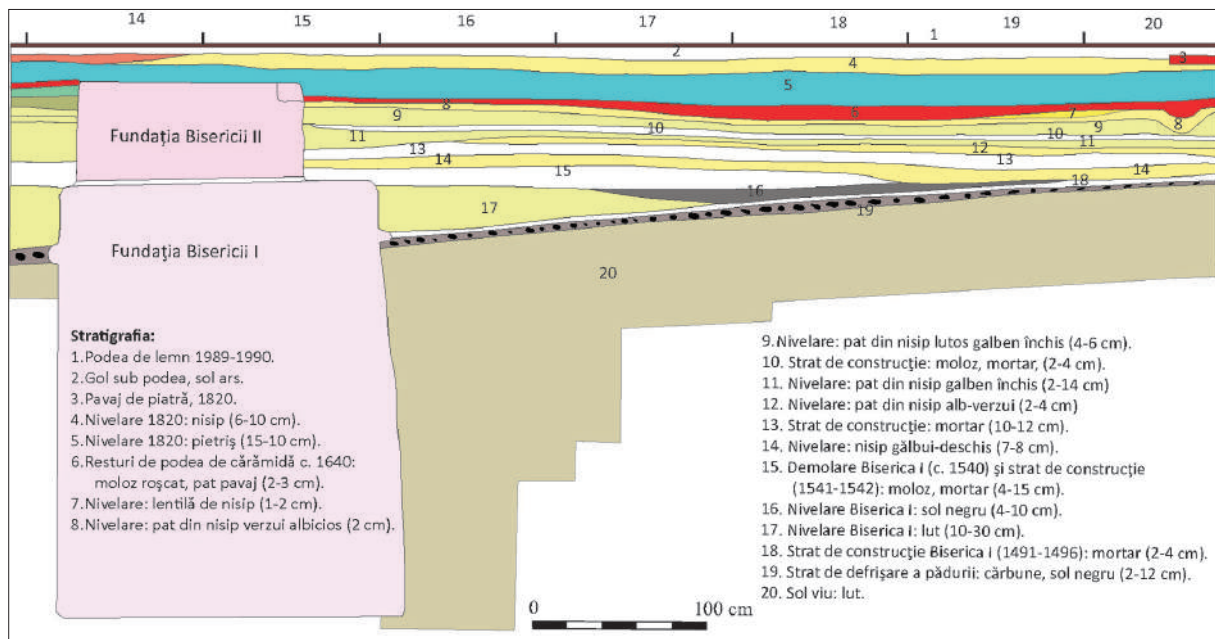 14 15 16 17 18 19 20
1
2
3
4
5
8
6
7
9
9
8
10
10
11
11
13
12
14
13
15
14
16
18
17
19
20
Fundația Bisericii II
Fundația Bisericii I
Stratigrafia:
1.Podea de lemn 1989-1990.
2.Gol sub podea, sol ars.
3.Pavaj de piatră, 1820.
4.Nivelare 1820: nisip (6-10 cm).
5.Nivelare 1820: pietriș (15-10 cm).
6.Resturi de podea de cărămidă c. 1640:
moloz roșcat, pat pavaj (2-3 cm).
7.Nivelare: lentilă de nisip (1-2 cm).
8.Nivelare: pat din nisip verzui albicios (2 cm).
9.Nivelare: pat din nisip lutos galben închis (4-6 cm).
10. Strat de construcție: moloz, mortar, (2-4 cm).
11. Nivelare: pat din nisip galben închis (2-14 cm)
12. Nivelare: pat din nisip alb-verzui (2-4 cm)
13. Strat de construcție: mortar (10-12 cm).
14. Nivelare: nisip gălbui-deschis (7-8 cm).
15. Demolare Biserica I (c. 1540) și strat de construcție
(1541-1542): moloz, mortar (4-15 cm).
16. Nivelare Biserica I: sol negru (4-10 cm).
17. Nivelare Biserica I: lut (10-30 cm).
18. Strat de construcție Biserica I (1491-1496): mortar (2-4 cm).
19. Strat de defrișare a pădurii: cărbune, sol negru (2-12 cm).
20. Sol viu: lut.
0 100 cm